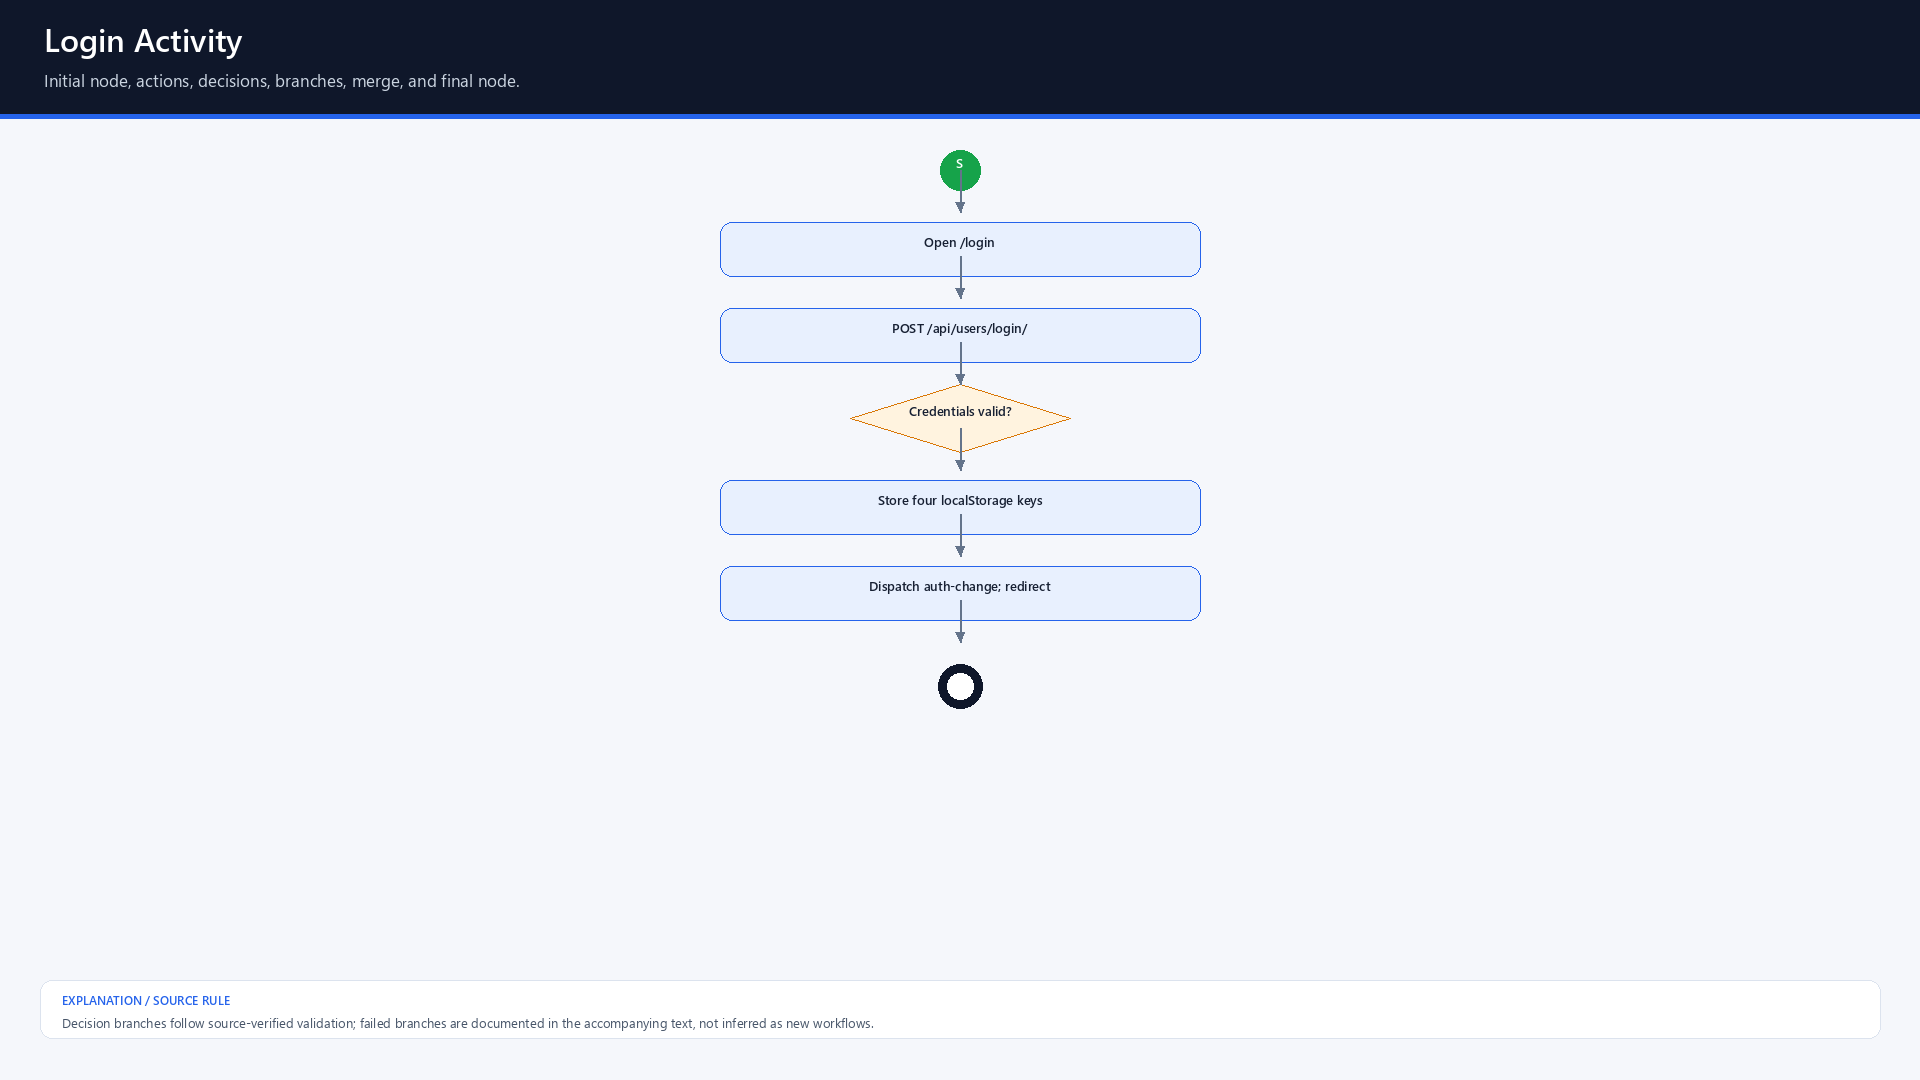 Login Activity
Initial node, actions, decisions, branches, merge, and final node.
S
Open /login
POST /api/users/login/
Credentials valid?
Store four localStorage keys
Dispatch auth-change; redirect
EXPLANATION / SOURCE RULE
Decision branches follow source-verified validation; failed branches are documented in the accompanying text, not inferred as new workflows.